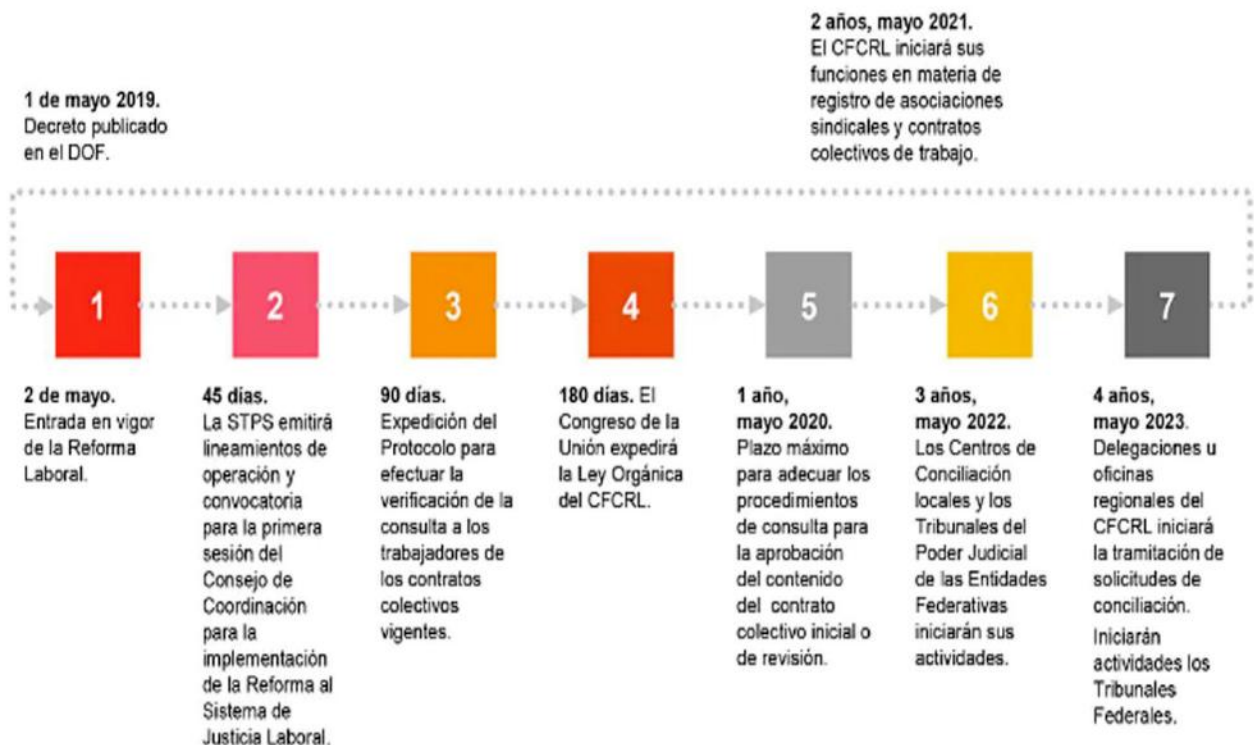 1 de mayo 2019.
Decreto publicado
en el DOF.
2 años, mayo 2021.
El CFCRL iniciará sus
funciones en materia de
registro de asociaciones
sindicales y contratos
colectivos de trabajo.
1
2
3
4
5
6
7
2 de mayo.
Entrada en vigor
de la Reforma
Laboral.
45 días.
La STPS emitirá
lineamientos de
operación y
convocatoria
para la primera
sesión del
Consejo de
Coordinación
para la
implementación
de la Reforma al
Sistema de
Justicia Laboral.
90 días.
Expedición del
Protocolo para
efectuar la
verificación de la
consulta a los
trabajadores de
los contratos
colectivos
vigentes.
180 días. El
Congreso de la
Unión expedirá
la Ley Orgánica
del CFCRL.
1 año,
mayo 2020.
Plazo máximo
para adecuar los
procedimientos
de consulta para
la aprobación
del contenido
del contrato
colectivo inicial o
de revisión.
3 años,
mayo 2022.
Los Centros de
Conciliación
locales y los
Tribunales del
Poder Judicial
de las Entidades
Federativas
iniciarán sus
actividades.
4 años,
mayo 2023.
Delegaciones u
oficinas
regionales del
CFCRL iniciará
la tramitación de
solicitudes de
conciliación.
Iniciarán
actividades los
Tribunales
Federales.